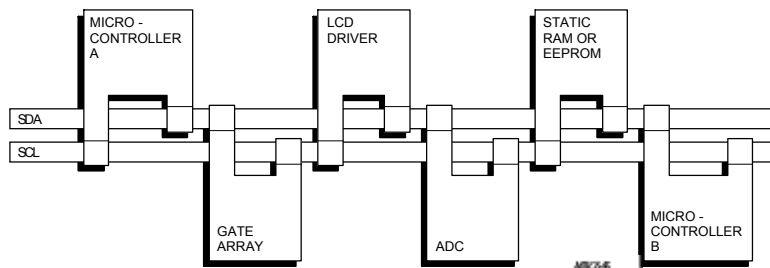 MICRO -
CONTROLLER
A
LCD
DRIVER
STATIC
RAM OR
EEPROM
SDA
SCL
GATE
ARRAY
ADC
MICRO -
CONTROLLER
B